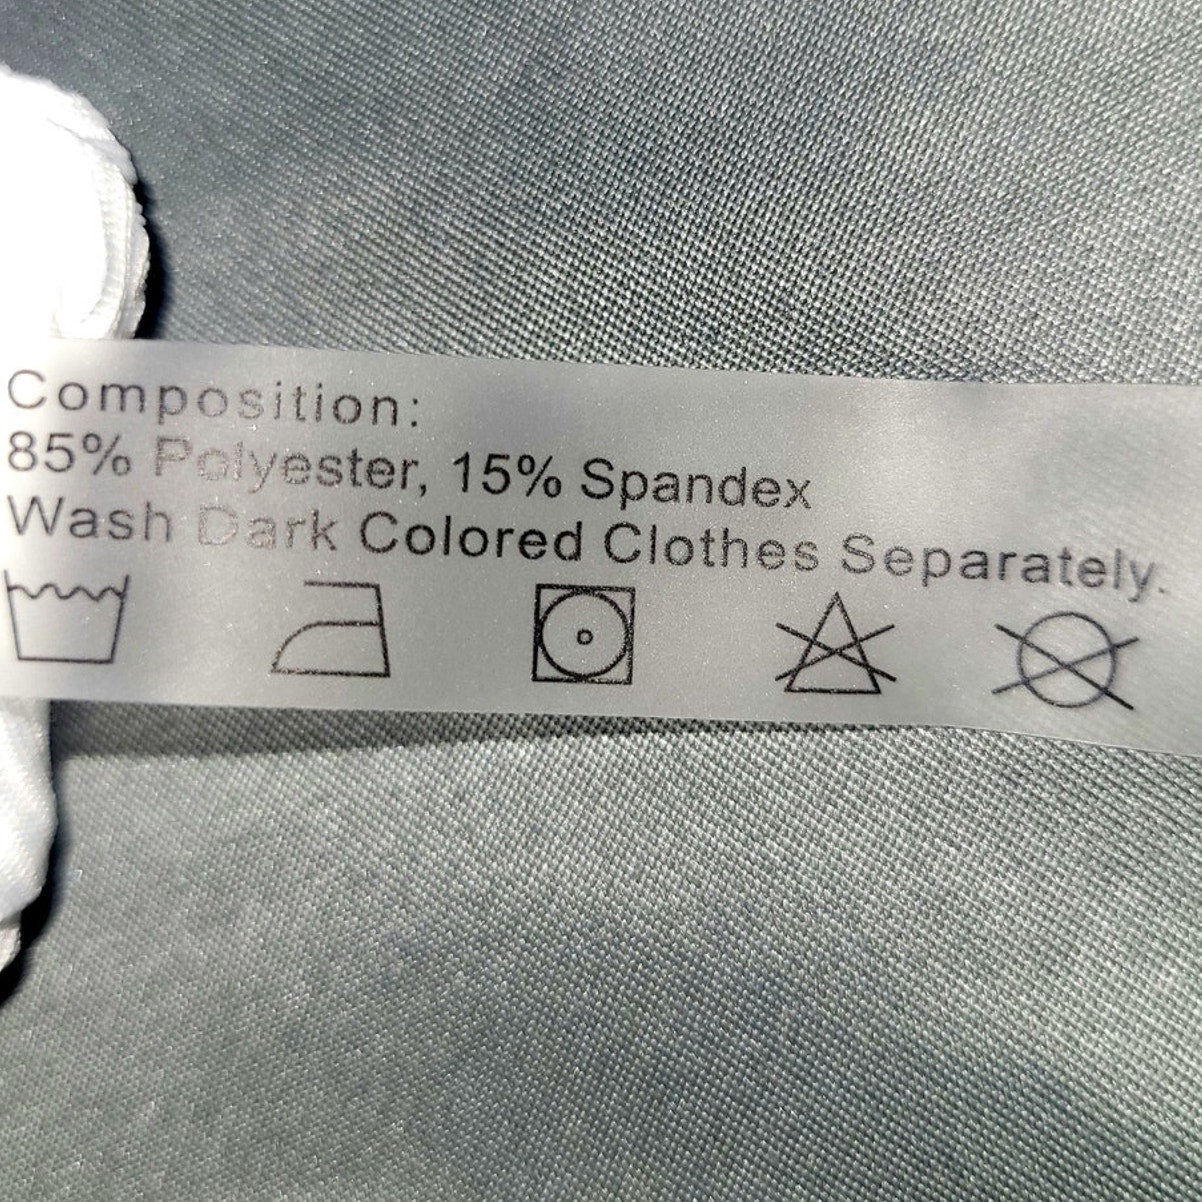 Composition:
85% Polyester, 15% Spandex
Wash Dark Colored Clothes Separately.